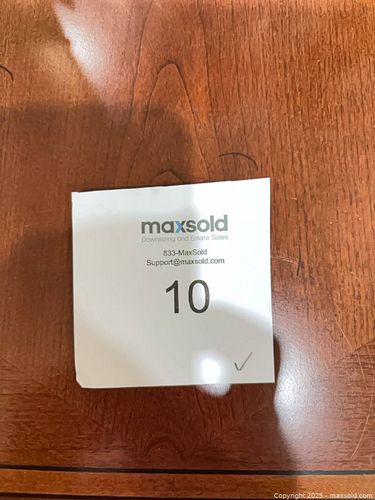 maxsold
Downsizing and Estate Sales
833-MaxSold
Support@maxsold.com
10
Copyright 2025 - maxsold.com